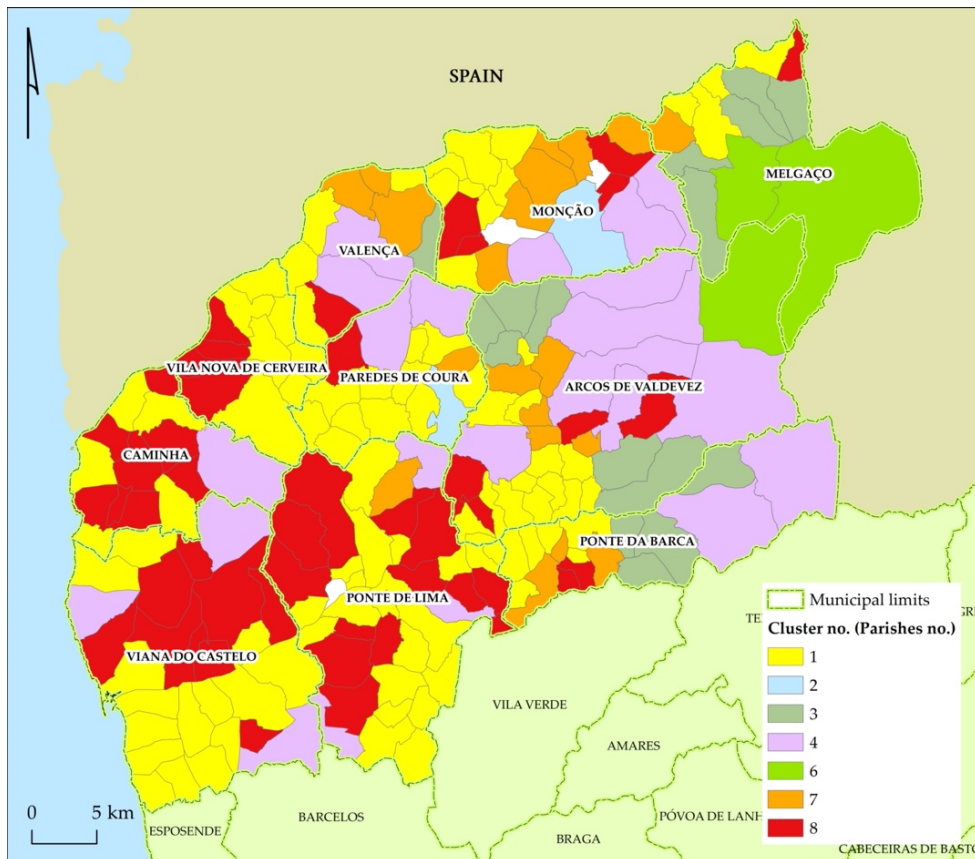 SPAIN
MELGAÇO
MONÇÃO
VALENÇA
VILA NOVA DE CERVEIRA
PAREDES DE COURA
ARCOS DE VALDEVEZ
CAMINHA
PONTE DA BARCA
PONTE DE LIMA
VIANA DO CASTELO
VILA VERDE
AMARES
ESPOSENDE
BARCELOS
BRAGA
PÓVOA DE LANH
CABECEIRAS DE BASTO
0 5 km
Municipal limits
Cluster no. (Parishes no.)
1
2
3
4
6
7
8